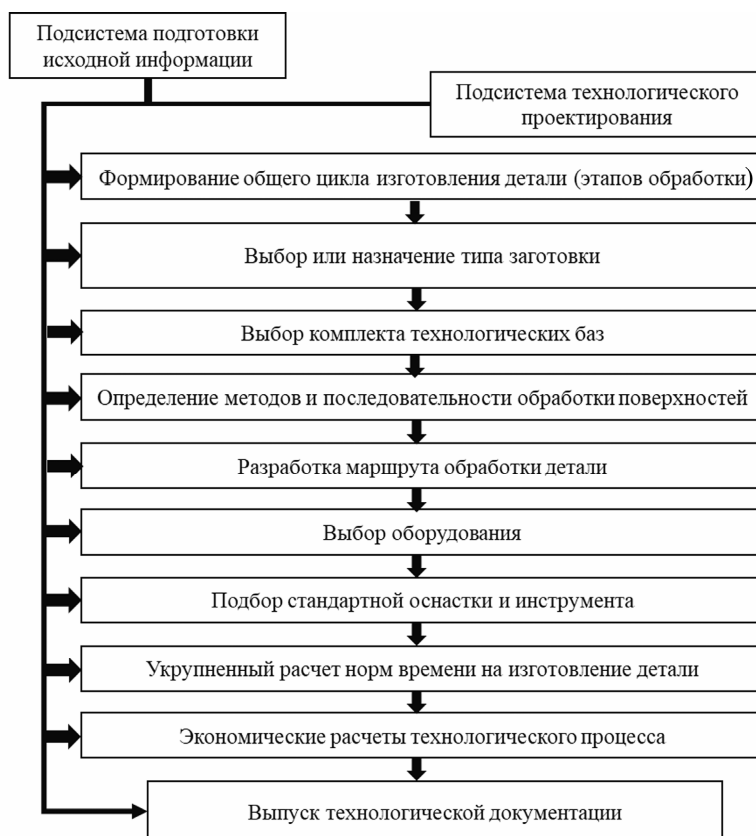 Подсистема подготовки
исходной информации
Подсистема технологического
проектирования
Формирование общего цикла изготовления детали (этапов обработки)
Выбор или назначение типа заготовки
Выбор комплекта технологических баз
Определение методов и последовательности обработки поверхностей
Разработка маршрута обработки детали
Выбор оборудования
Подбор стандартной оснастки и инструмента
Укрупненный расчет норм времени на изготовление детали
Экономические расчеты технологического процесса
Выпуск технологической документации